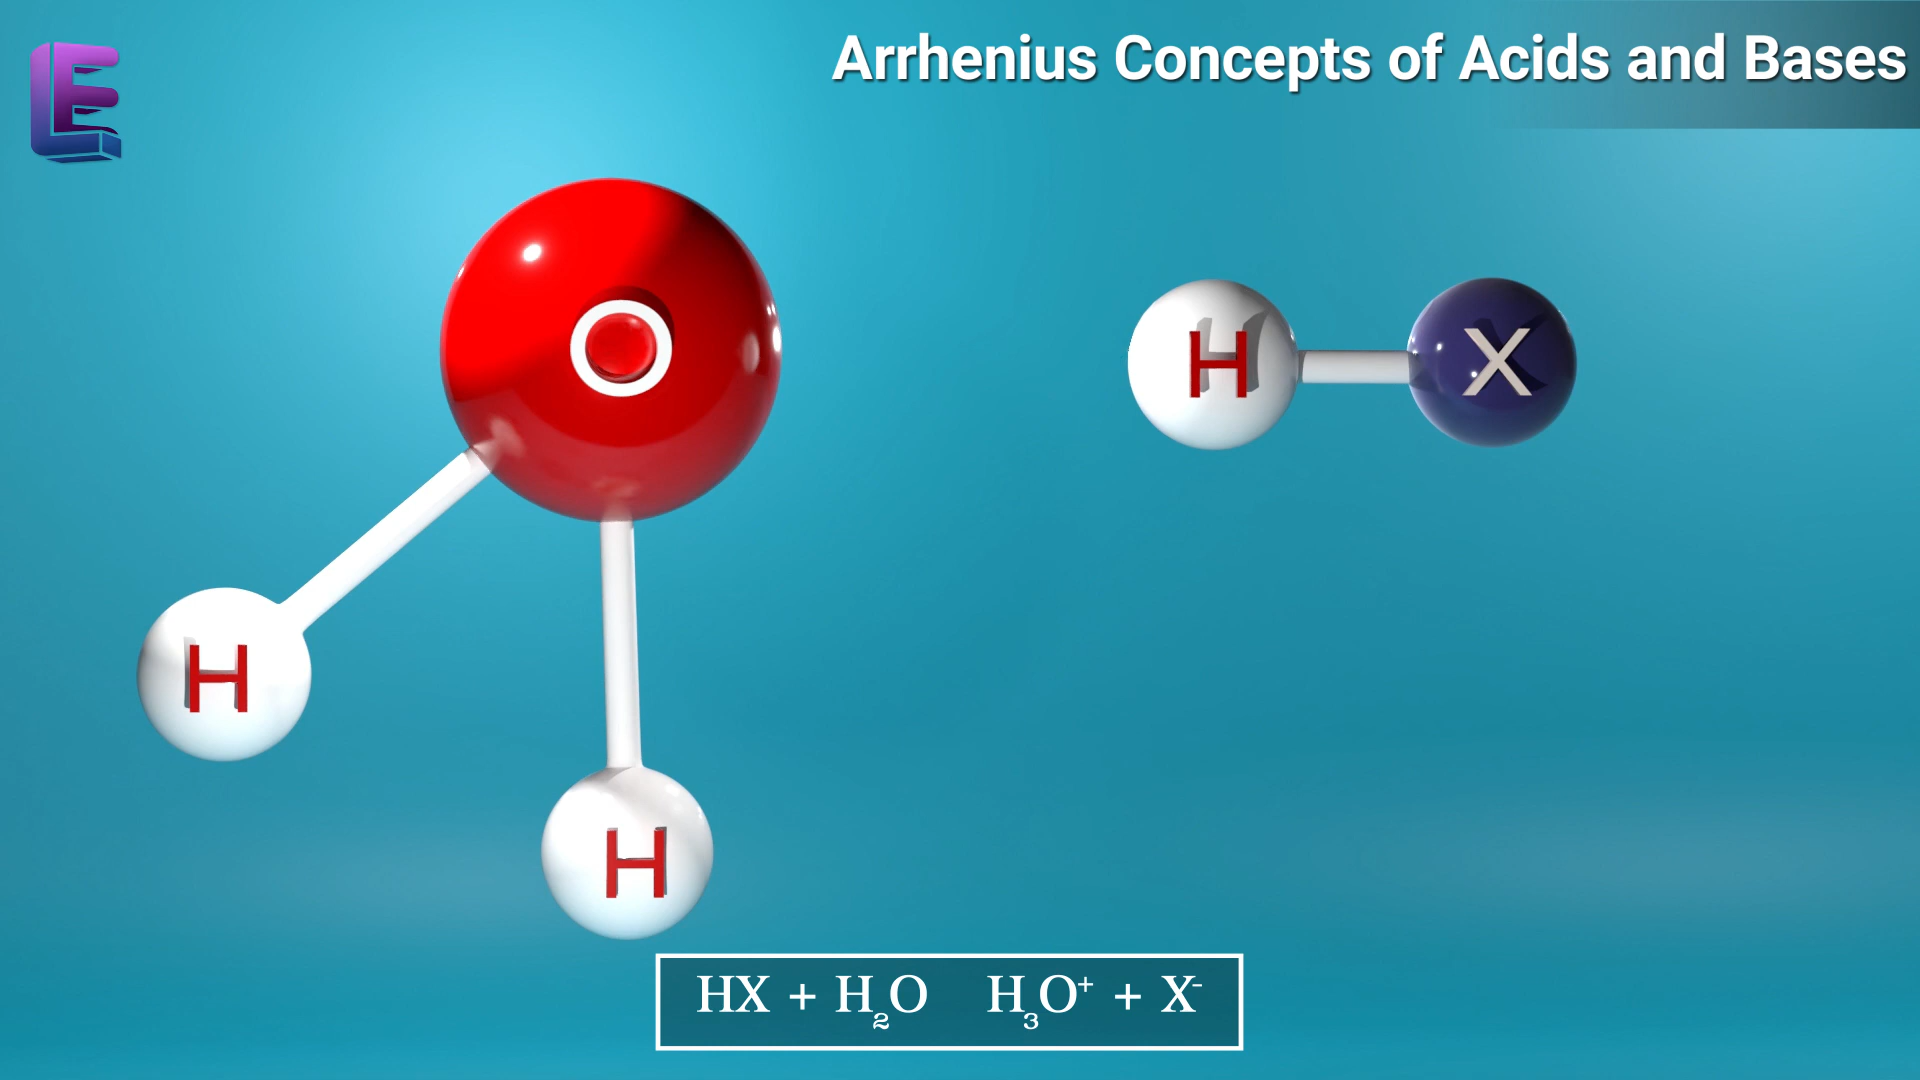 Arrhenius Concepts of Acids and Bases
E
O
H X
H
H
HX + H₂O H₃O⁺ + X⁻